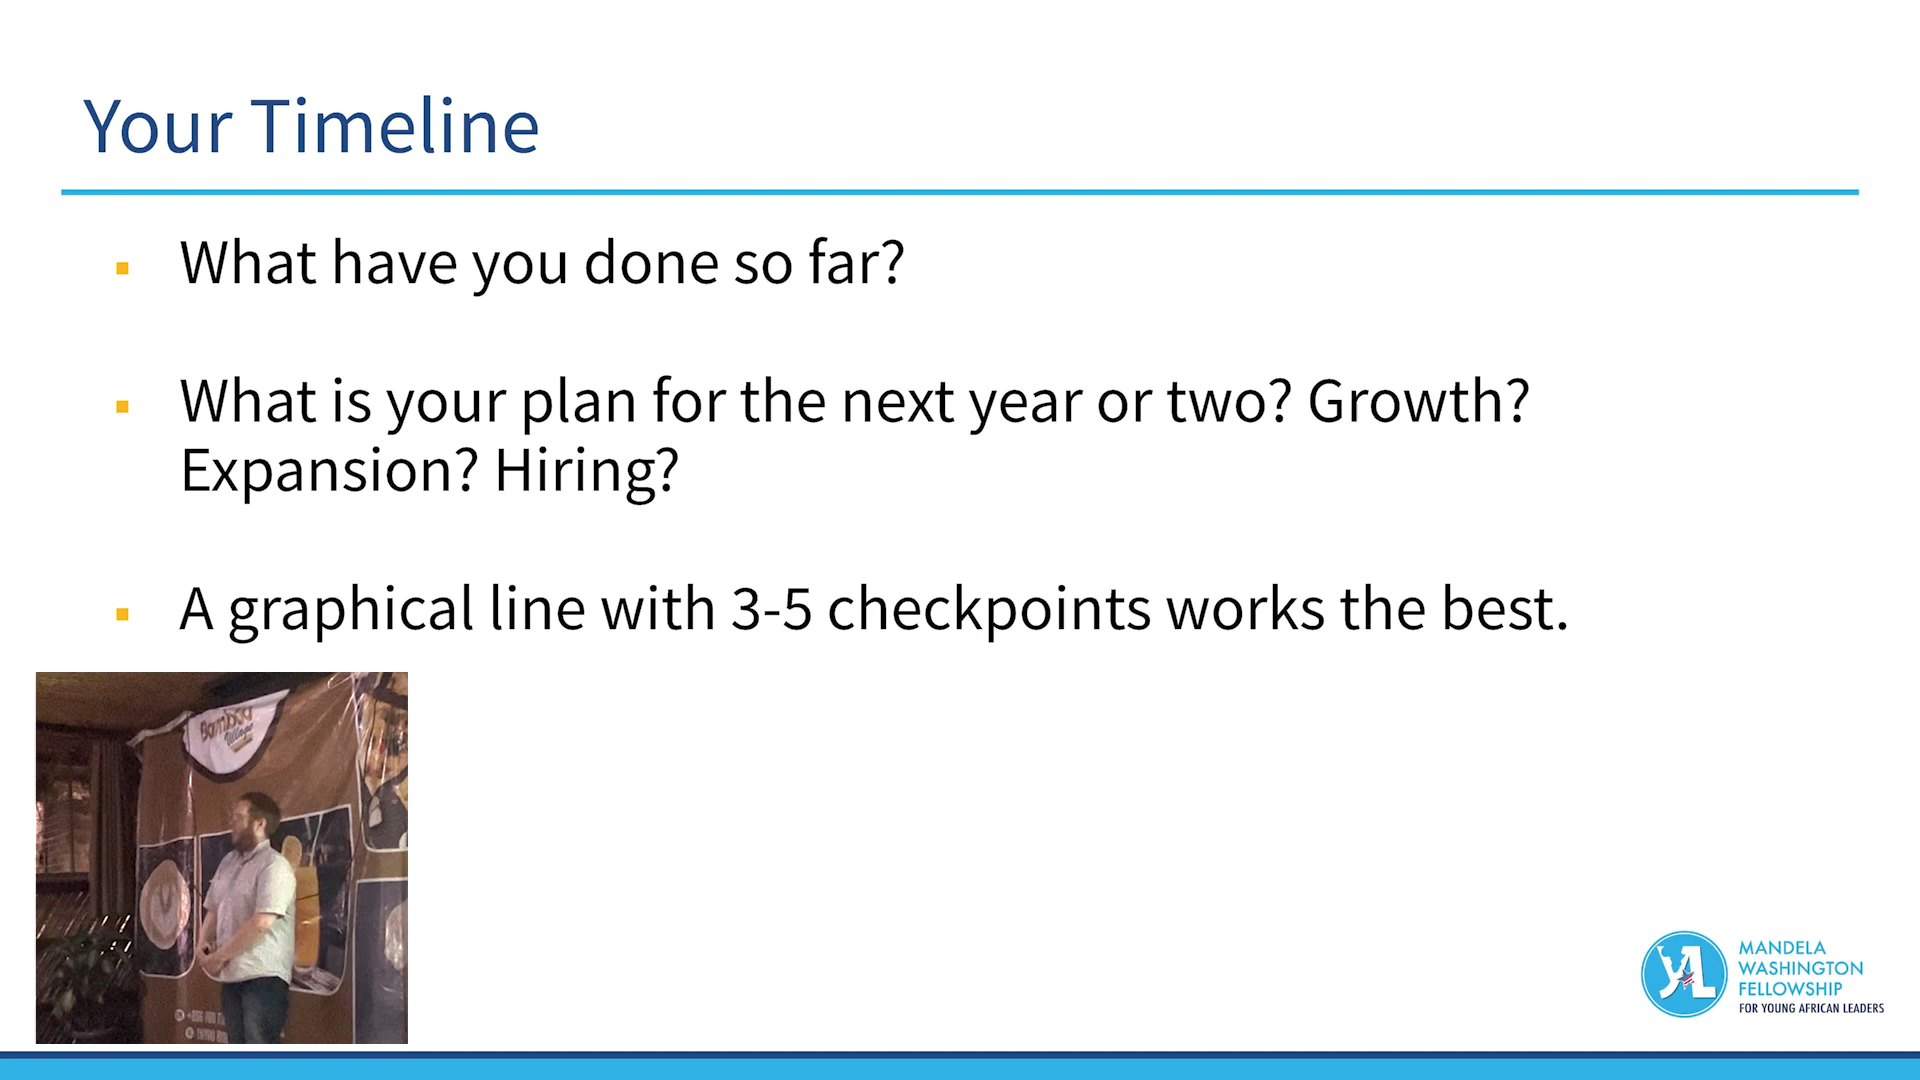 Your Timeline
What have you done so far?
What is your plan for the next year or two? Growth?
Expansion? Hiring?
A graphical line with 3-5 checkpoints works the best.
Village
MANDELA
WASHINGTON
FELLOWSHIP
FOR YOUNG AFRICAN LEADERS